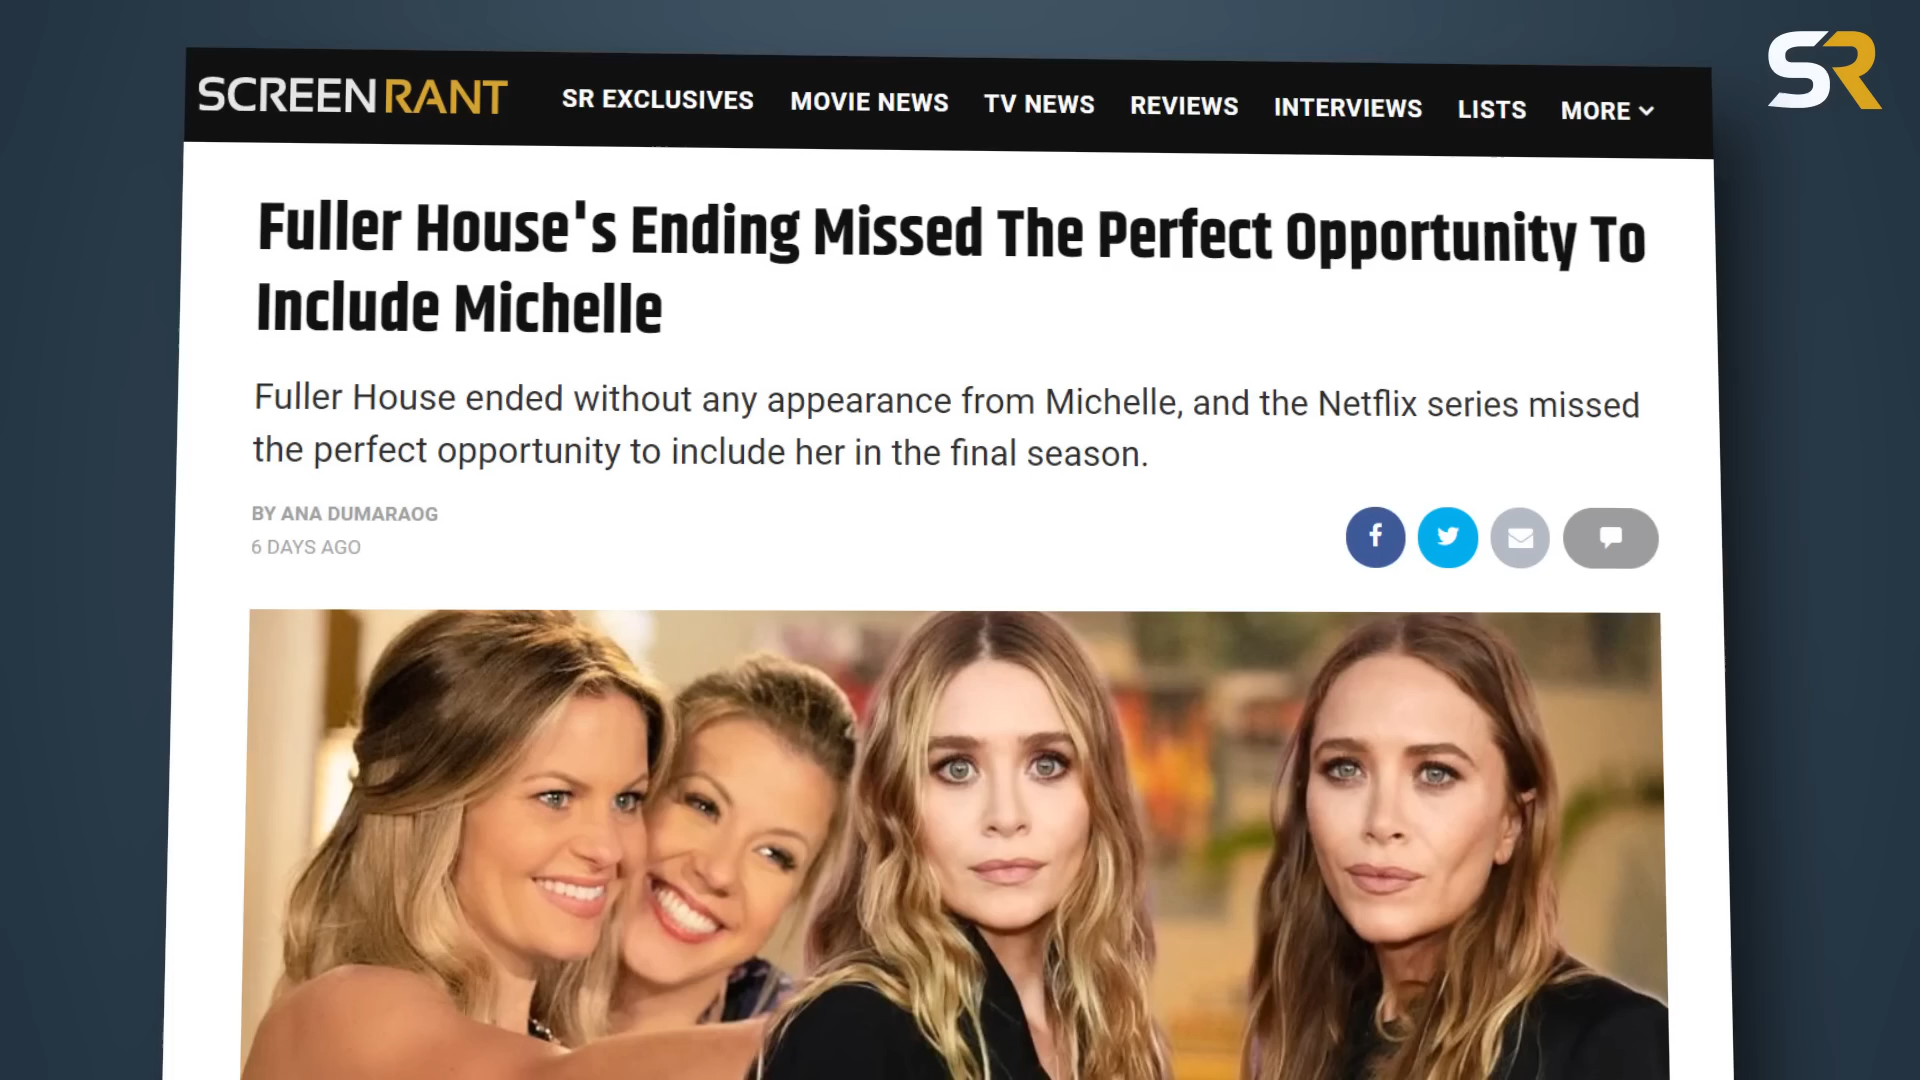 SCREENRANT SR EXCLUSIVES MOVIE NEWS TV NEWS REVIEWS INTERVIEWS LISTS MORE
SR
Fuller House's Ending Missed The Perfect Opportunity To
Include Michelle
Fuller House ended without any appearance from Michelle, and the Netflix series missed
the perfect opportunity to include her in the final season.
BY ANA DUMARAOG
6 DAYS AGO